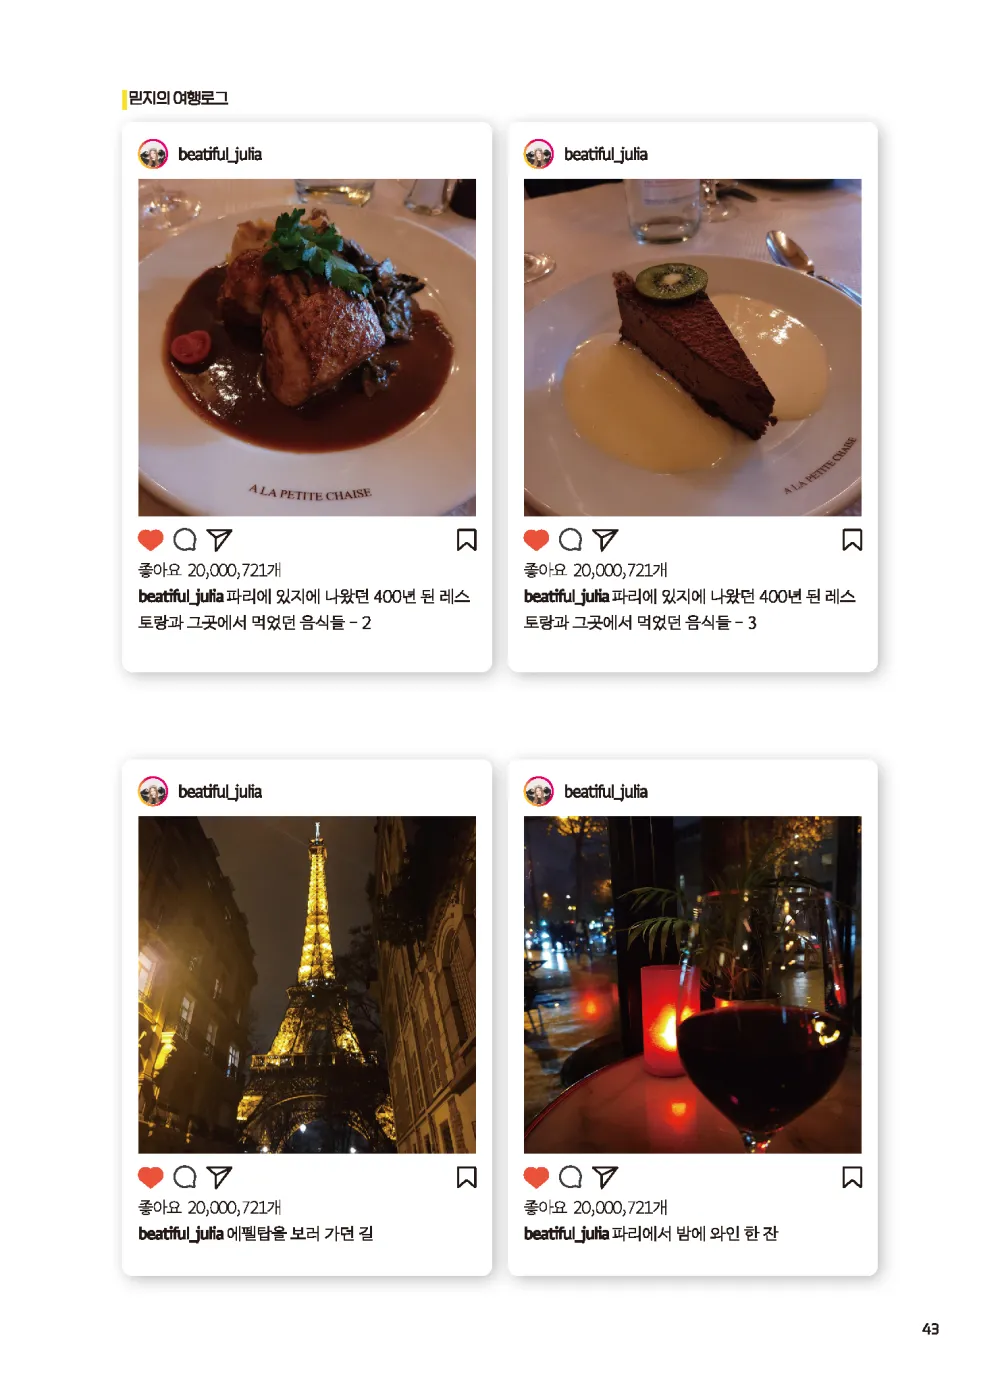 믿지의 여행로그
beatiful_julia
A LA PETITE CHAISE
좋아요 20,000,721개
beatiful_julia 파리에 있지에 나왔던 400년 된 레스
토랑과 그곳에서 먹었던 음식들 - 2
beatiful_julia
A LA PETITE CHAISE
좋아요 20,000,721개
beatiful_julia 파리에 있지에 나왔던 400년 된 레스
토랑과 그곳에서 먹었던 음식들 - 3
beatiful_julia
좋아요 20,000,721개
beatiful_julia 에펠탑을 보러 가던 길
beatiful_julia
좋아요 20,000,721개
beatiful_julia 파리에서 밤에 와인 한 잔
43